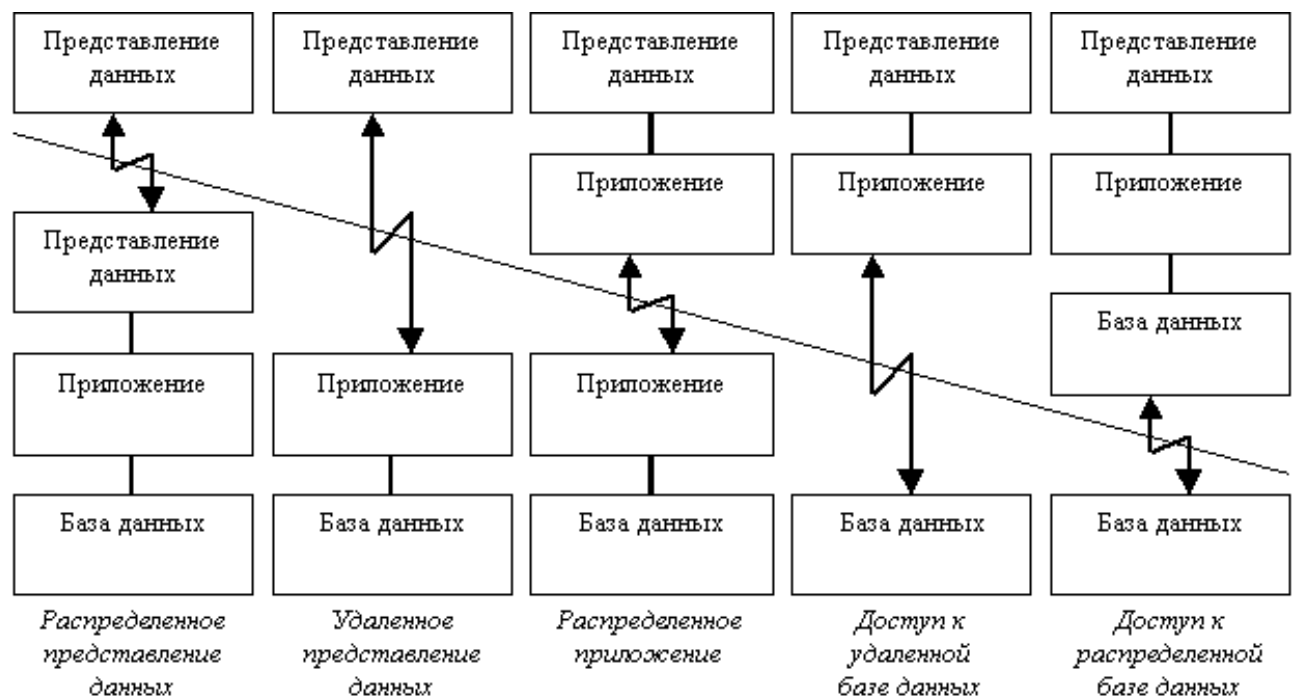 Представление
данных
Представление
данных
Приложение
База данных
Распределенное
представление
данных
Представление
данных
Приложение
База данных
Удаленное
представление
данных
Представление
данных
Приложение
Приложение
База данных
Распределенное
приложение
Представление
данных
Приложение
База данных
Доступ к
удаленной
базе данных
Представление
данных
Приложение
База данных
База данных
Доступ к
распределенной
базе данных